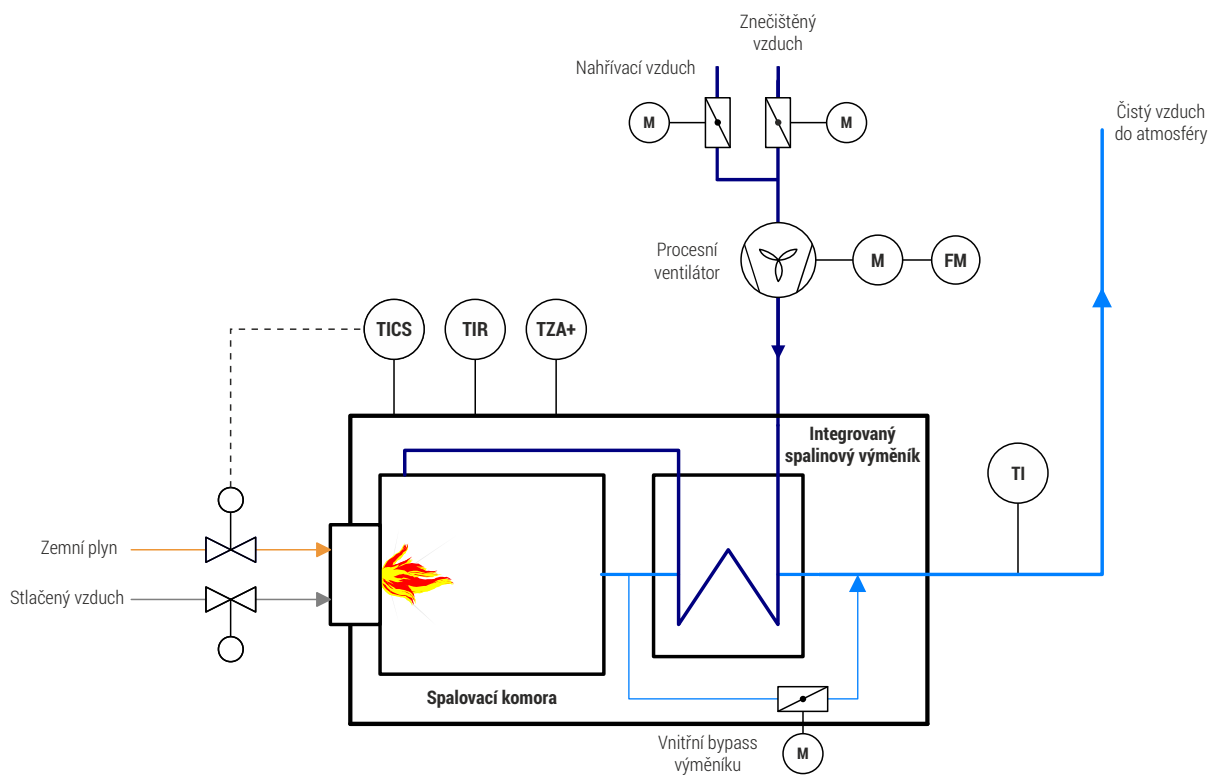 Znečištěný
vzduch
Nahřívací vzduch
M
M
Čistý vzduch
do atmosféry
Procesní
ventilátor
M
FM
TICS
TIR
TZA+
Integrovaný
spalinový výměník
TI
Zemní plyn
Stlačený vzduch
Spalovací komora
Vnitřní bypass
výměníku
M